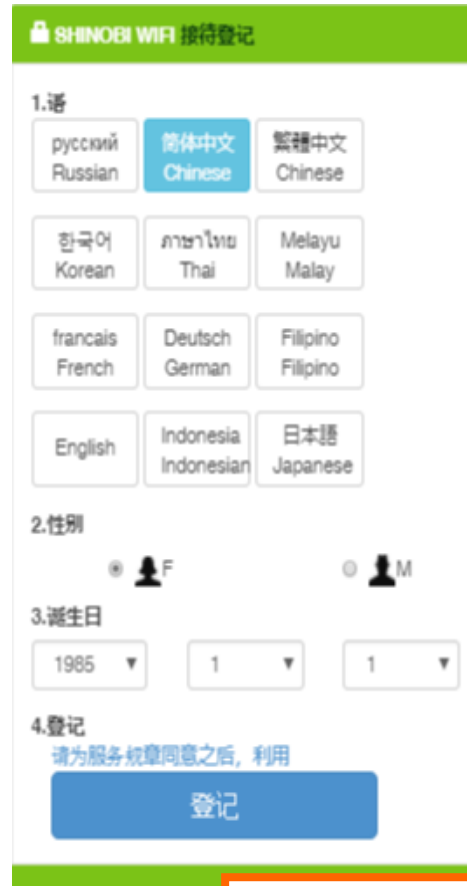 SHINOBI WIFI 接待登记
1.语
русский 简体中文 繁體中文
Russian Chinese Chinese
한국어 ภาษาไทย Melayu
Korean Thai Malay
francais Deutsch Filipino
French German Filipino
English Indonesia 日本語
Indonesian Japanese
2.性别
F M
3.诞生日
1985 1 1
4.登记
请为服务规章同意之后，利用
登记